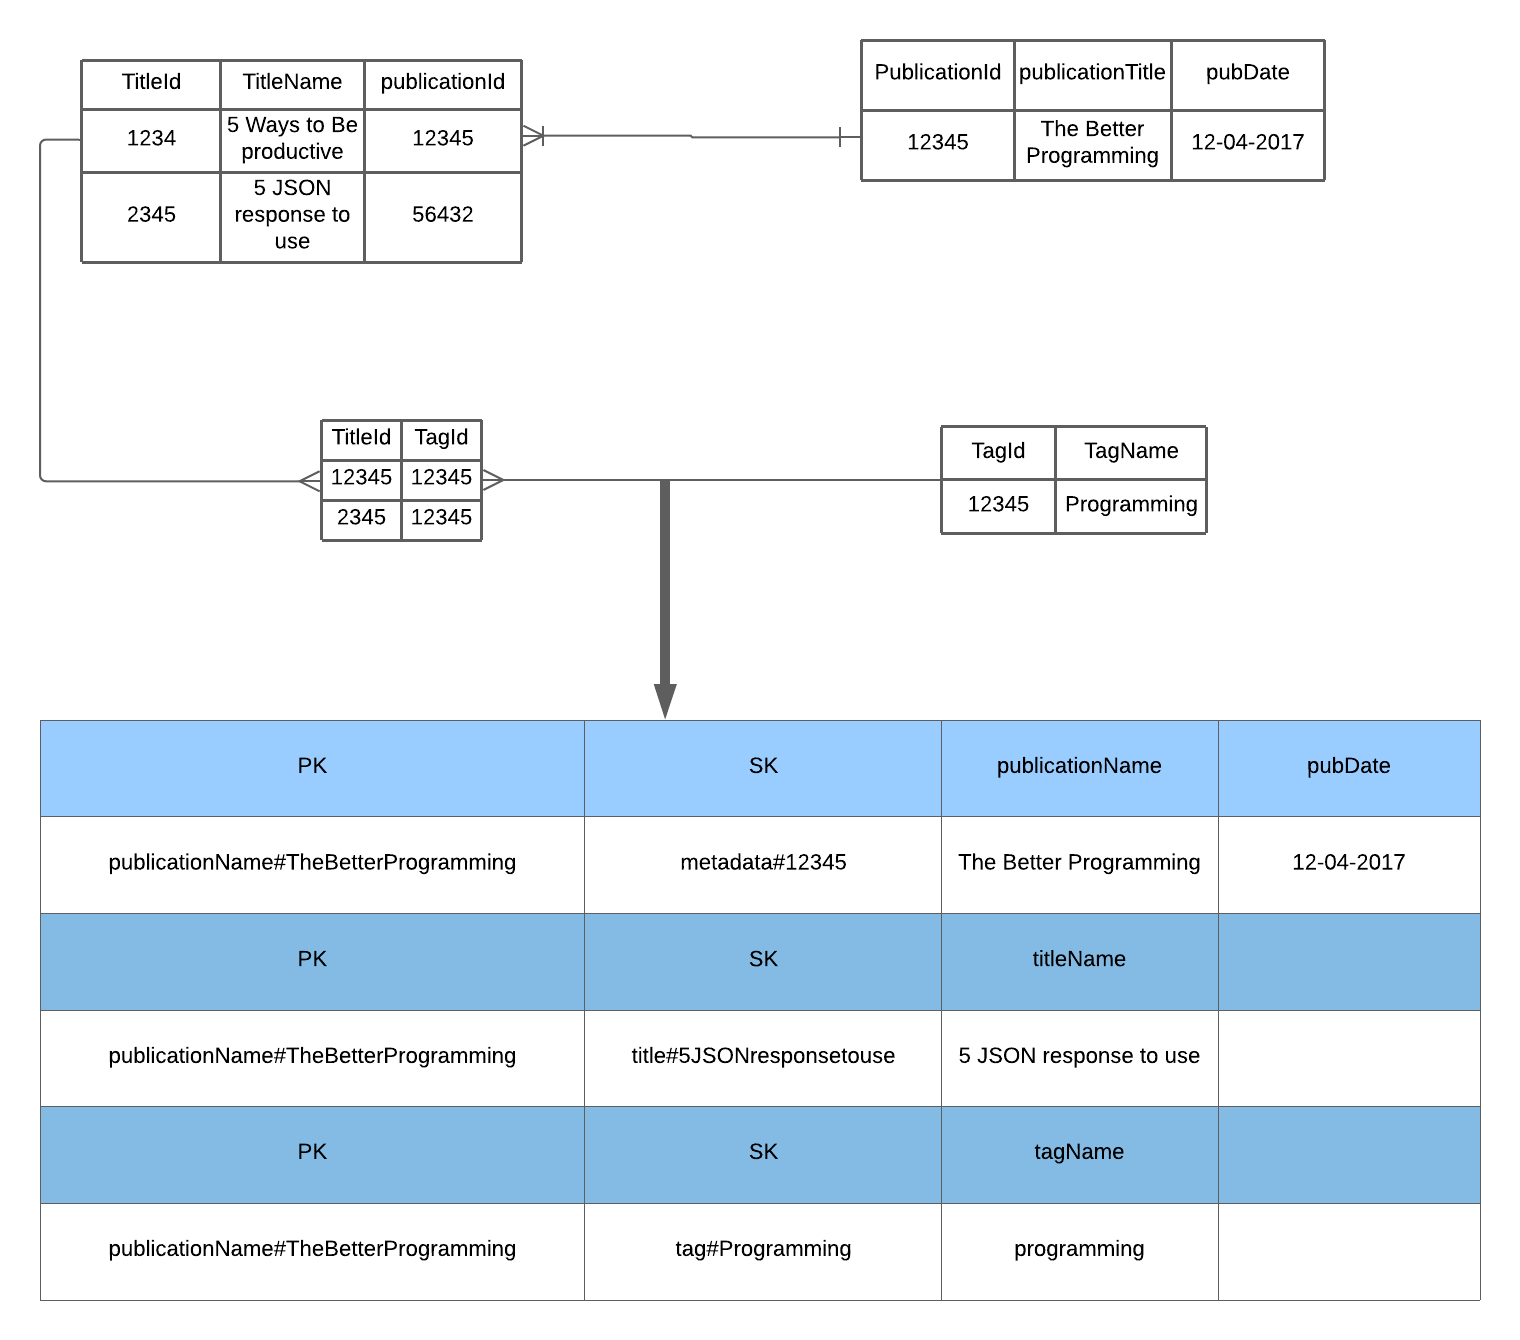 TitleId TitleName publicationId
1234 5 Ways to Be productive 12345
2345 5 JSON response to use 56432
PublicationId publicationTitle pubDate
12345 The Better Programming 12-04-2017
TitleId TagId
12345 12345
2345 12345
TagId TagName
12345 Programming
PK SK publicationName pubDate
publicationName#TheBetterProgramming metadata#12345 The Better Programming 12-04-2017
PK SK titleName
publicationName#TheBetterProgramming title#5JSONresponsetouse 5 JSON response to use
PK SK tagName
publicationName#TheBetterProgramming tag#Programming programming